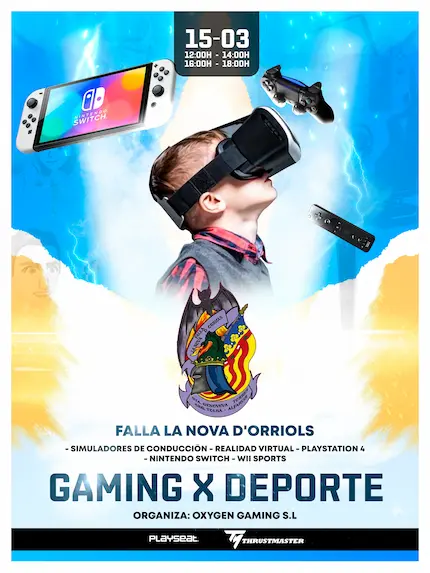 15-03
12:00H - 14:00H
16:00H - 18:00H
NINTENDO
SWITCH
FALLA LA NOVA D'ORRIOLS
- SIMULADORES DE CONDUCCIÖN - REALIDAD VIRTUAL - PLAYSTATION 4
- NINTENDO SWITCH - WII SPORTS
GAMING X DEPORTE
ORGANIZA: OXYGEN GAMING S.L
PLAYSEAT
THRUSTMASTER